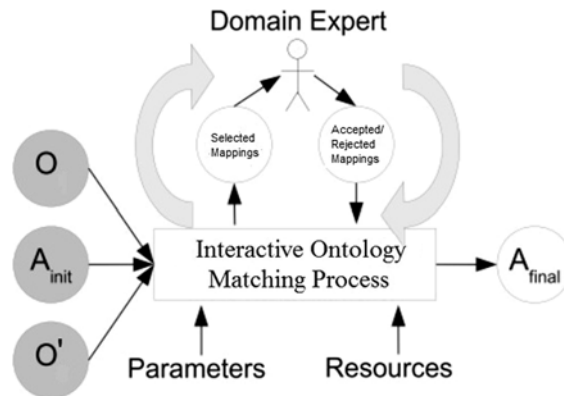 Domain Expert
Selected
Mappings
Accepted/
Rejected
Mappings
O
A init
O'
Interactive Ontology
Matching Process
A final
Parameters
Resources